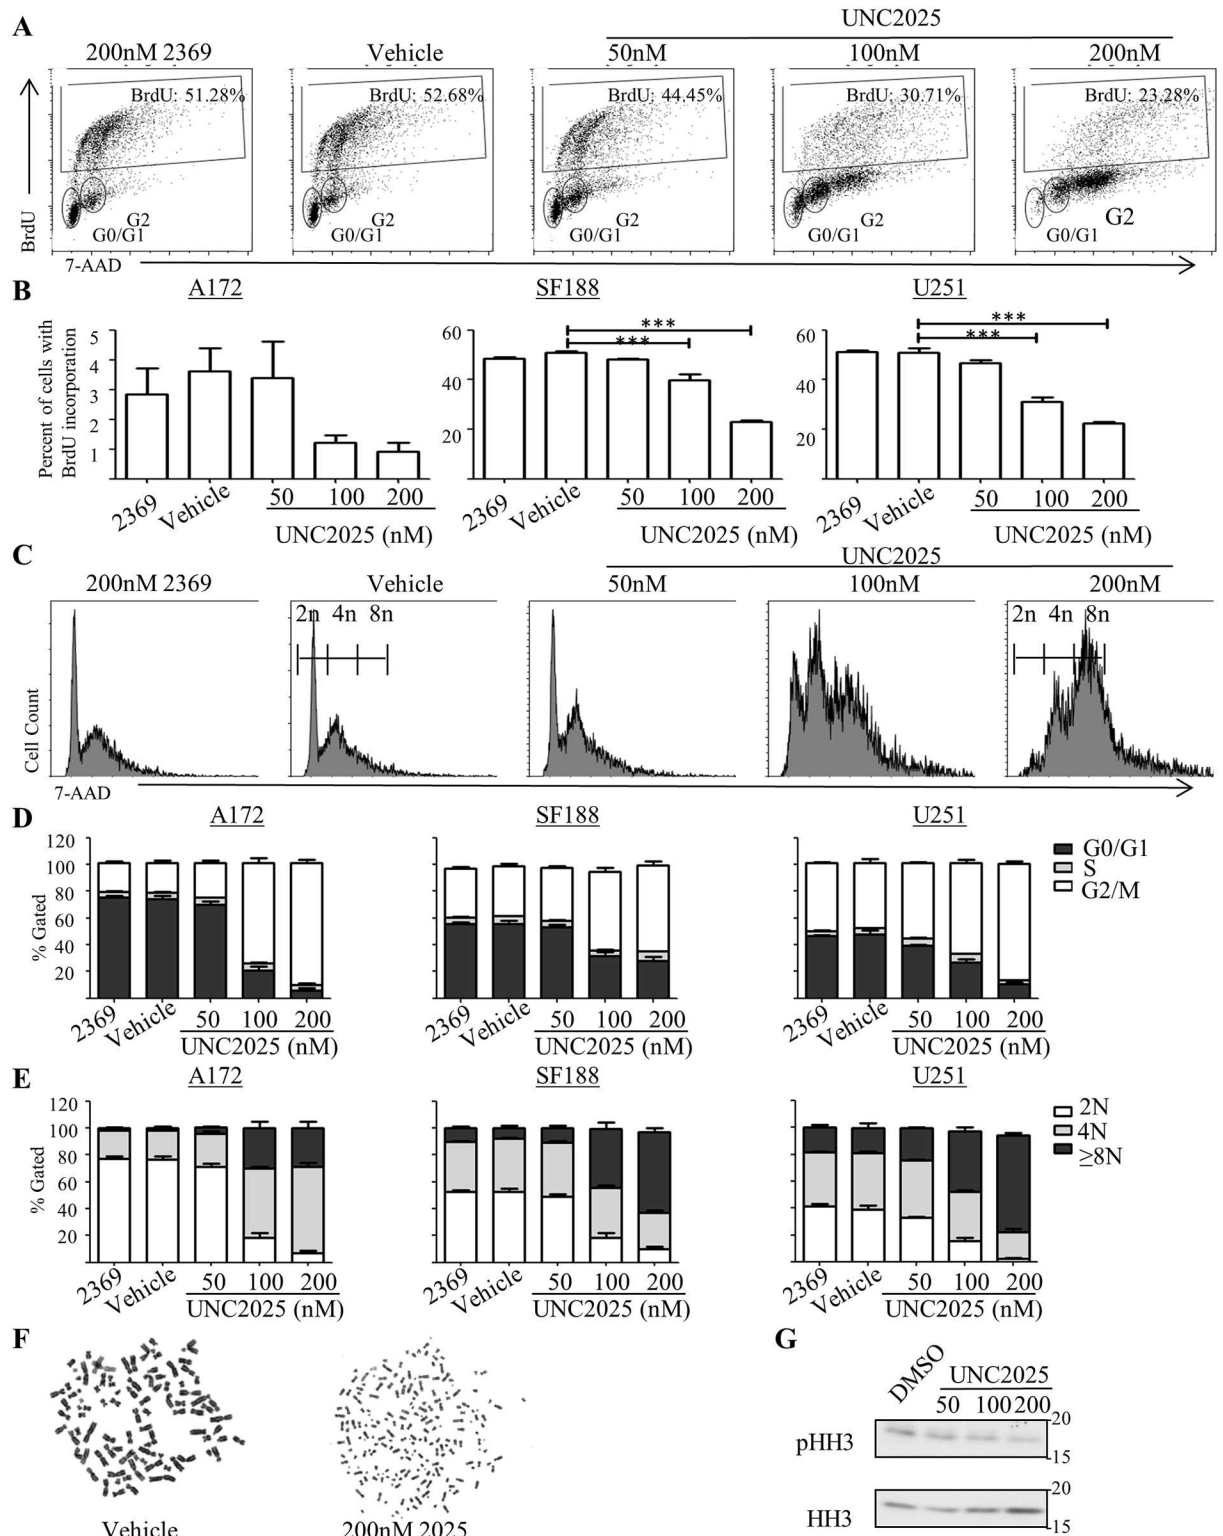 A
UNC2025
200nM 2369 Vehicle 50nM 100nM 200nM
BrdU
BrdU: 51.28% BrdU: 52.68% BrdU: 44.45% BrdU: 30.71% BrdU: 23.28%
G2 G2 G2 G2 G2
G0/G1 G0/G1 G0/G1 G0/G1 G0/G1
7-AAD
B
A172 SF188 U251
Percent of cells with
BrdU incorporation
5 4 3 2 1
60 40 20
60 40 20
*** ***
*** ***
2369 Vehicle 50 100 200 2369 Vehicle 50 100 200 2369 Vehicle 50 100 200
UNC2025 (nM) UNC2025 (nM) UNC2025 (nM)
C
UNC2025
200nM 2369 Vehicle 50nM 100nM 200nM
2n 4n 8n 2n 4n 8n
Cell Count
7-AAD
D
A172 SF188 U251
% Gated
120 100 80 60 40 20
G0/G1
S
G2/M
2369 Vehicle 50 100 200 2369 Vehicle 50 100 200 2369 Vehicle 50 100 200
UNC2025 (nM) UNC2025 (nM) UNC2025 (nM)
E
A172 SF188 U251
% Gated
120 100 80 60 40 20
2N
4N
≥8N
2369 Vehicle 50 100 200 2369 Vehicle 50 100 200 2369 Vehicle 50 100 200
UNC2025 (nM) UNC2025 (nM) UNC2025 (nM)
F
Vehicle 200nM 2025
G
DMSO
UNC2025
50 100 200
pHH3
20
15
HH3
20
15